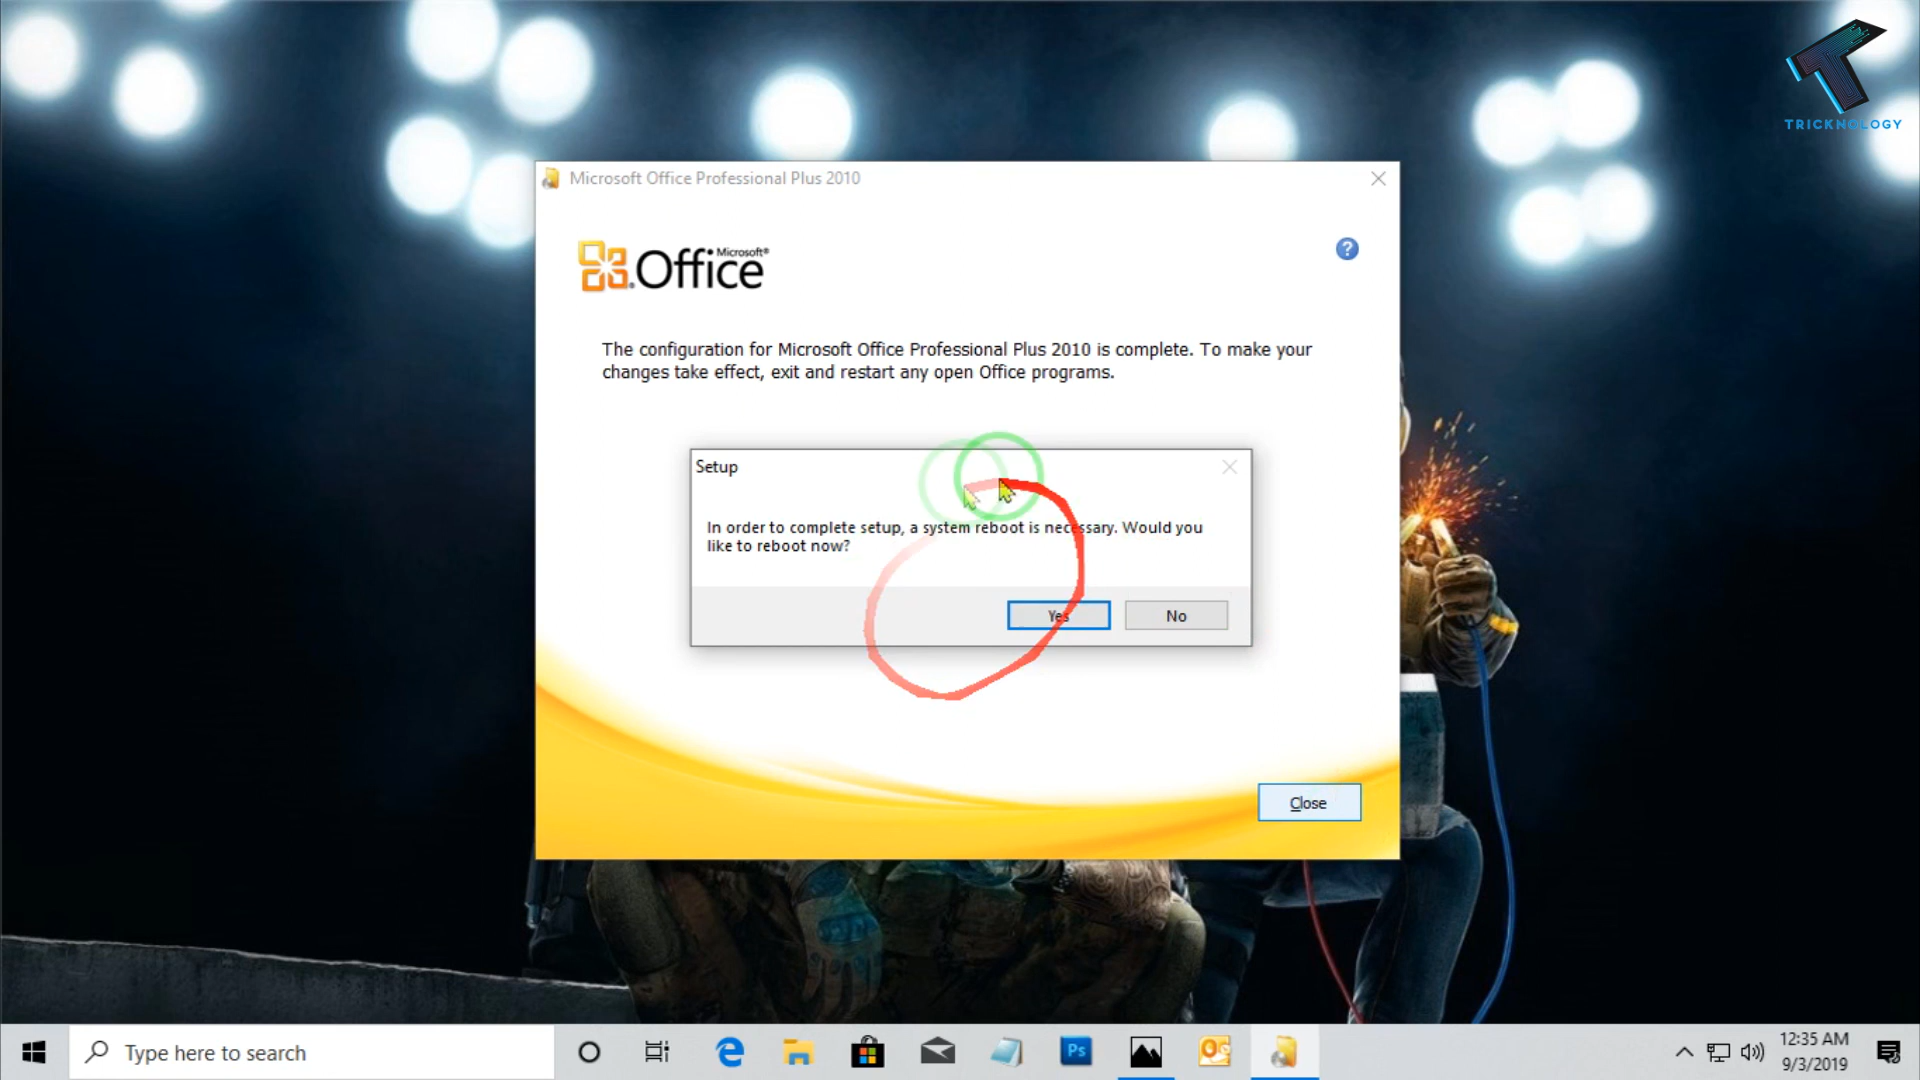 TRICKNOLOGY
Microsoft Office Professional Plus 2010
Microsoft®
Office
The configuration for Microsoft Office Professional Plus 2010 is complete. To make your
changes take effect, exit and restart any open Office programs.
Setup
In order to complete setup, a system reboot is necessary. Would you
like to reboot now?
Yes
No
Close
Type here to search
Ps
12:35 AM
9/3/2019